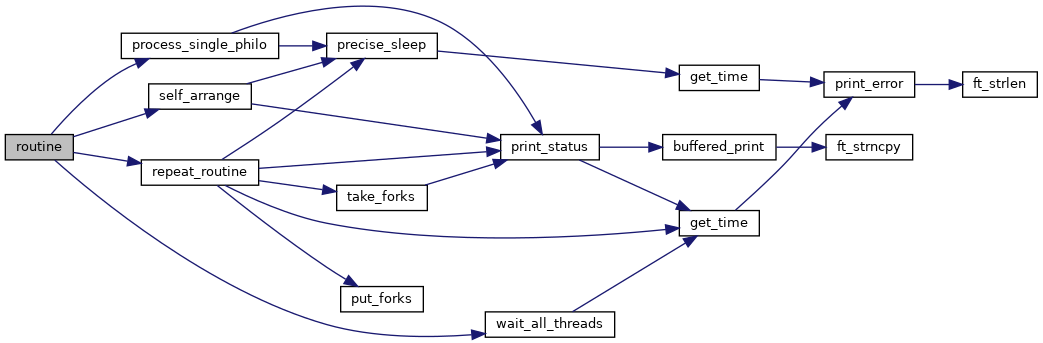 routine
process_single_philo
self_arrange
repeat_routine
precise_sleep
take_forks
put_forks
print_status
wait_all_threads
get_time
buffered_print
get_time
print_error
ft_strncpy
ft_strlen